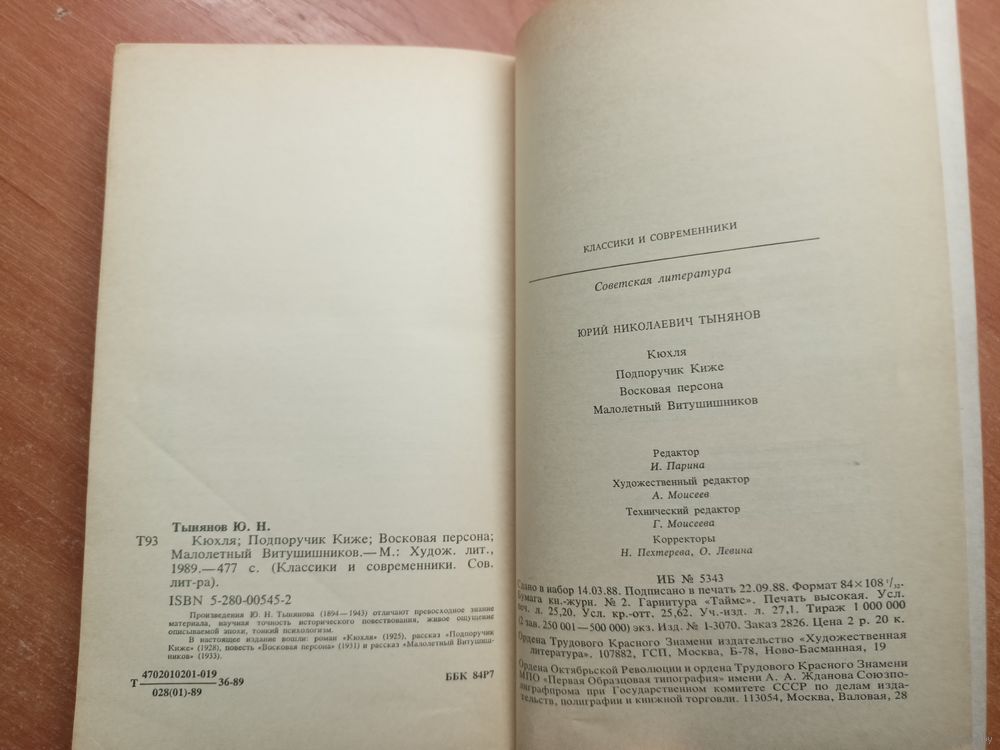 Тынянов Ю. Н.
Т93 Кюхля; Подпоручик Киже; Восковая персона;
Малолетный Витушишников.— М.: Худож. лит.,
1989.— 477 с. (Классики и современники. Сов.
лит-ра).
ISBN 5-280-00545-2
Произведения Ю. Н. Тынянова (1894—1943) отличают превосходное знание
материала, научная точность исторического повествования, живое ощущение
описываемой эпохи, тонкий психологизм.
В настоящее издание вошли: роман «Кюхля» (1925), рассказ «Подпоручик
Киже» (1928), повесть «Восковая персона» (1931) и рассказ «Малолетный Витушиш-
ников» (1933).
Т 4702010201-019 36-89
028(01)-89
ББК 84Р7
КЛАССИКИ И СОВРЕМЕННИКИ
Советская литература
ЮРИЙ НИКОЛАЕВИЧ ТЫНЯНОВ
Кюхля
Подпоручик Киже
Восковая персона
Малолетный Витушишников
Редактор
И. Парина
Художественный редактор
А. Моисеев
Технический редактор
Г. Моисеева
Корректоры
Н. Пехтерева, О. Левина
ИБ № 5343
Сдано в набор 14.03.88. Подписано в печать 22.09.88. Формат 84×108 1/32.
Бумага кн.-журн. № 2. Гарнитура «Таймс». Печать высокая. Усл.
печ. л. 25,20. Усл. кр.-отт. 25,62. Уч.-изд. л. 27,1. Тираж 1 000 000
(2 зав. 250 001—500 000) экз. Изд. № I-3070. Заказ 2826. Цена 2 р. 20 к.
Ордена Трудового Красного Знамени издательство «Художественная
литература». 107882, ГСП, Москва, Б-78, Ново-Басманная, 19
Ордена Октябрьской Революции и ордена Трудового Красного Знамени
МПО «Первая Образцовая типография» имени А. А. Жданова Союзпо-
лиграфпрома при Государственном комитете СССР по делам изда-
тельств, полиграфии и книжной торговли. 113054, Москва, Валовая, 28